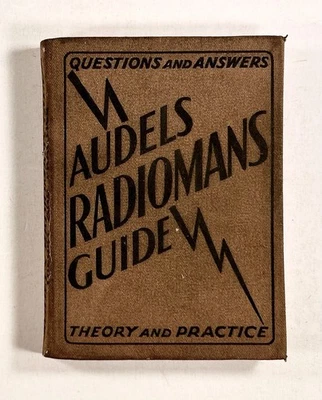 QUESTIONS AND ANSWERS
AUDELS
RADIOMANS
GUIDE
THEORY AND PRACTICE